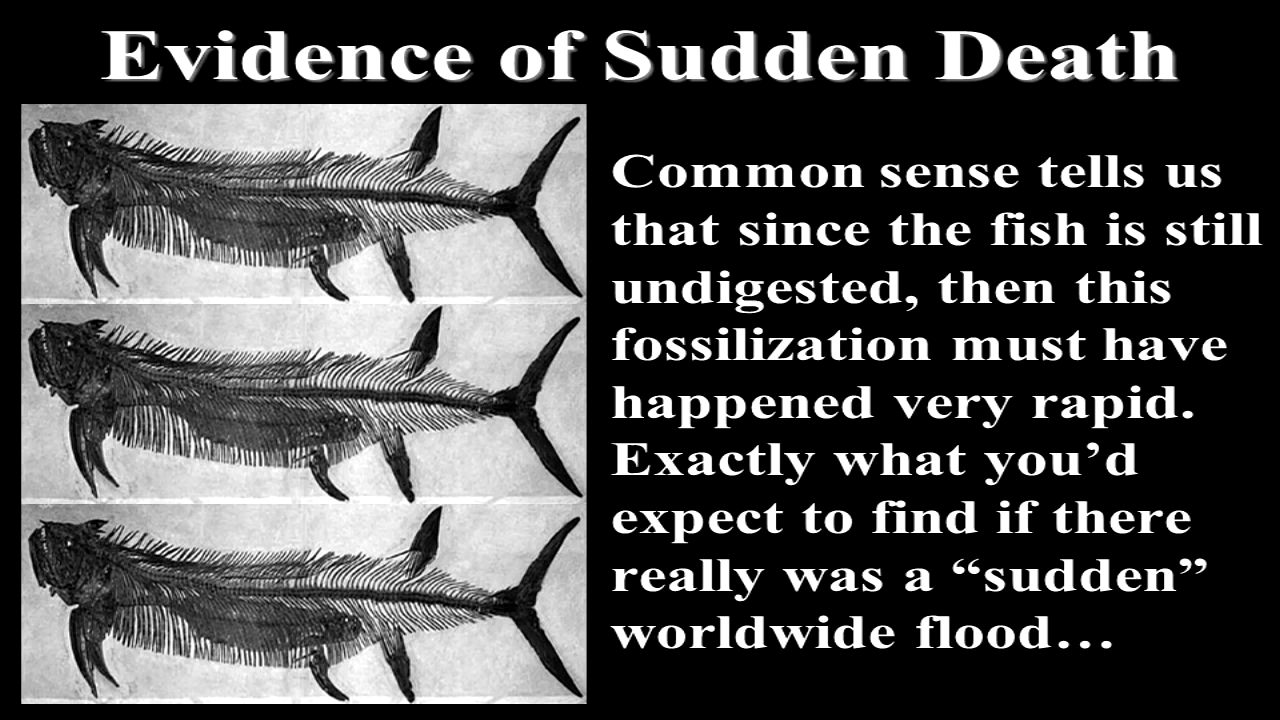 Evidence of Sudden Death
Common sense tells us
that since the fish is still
undigested, then this
fossilization must have
happened very rapid.
Exactly what you’d
expect to find if there
really was a “sudden”
worldwide flood…